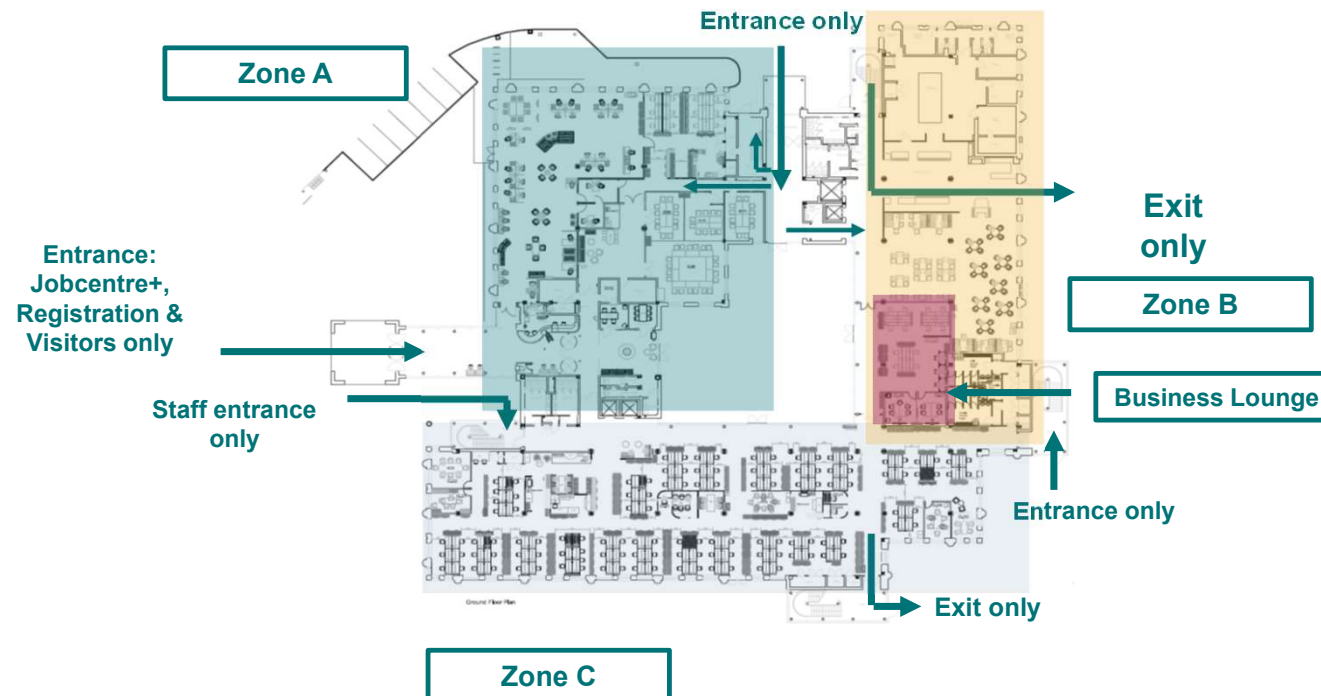 Entrance only
Zone A
Exit
only
Entrance:
Jobcentre+,
Registration &
Visitors only
Zone B
Business Lounge
Staff entrance
only
Entrance only
Ground Floor Plan
Exit only
Zone C